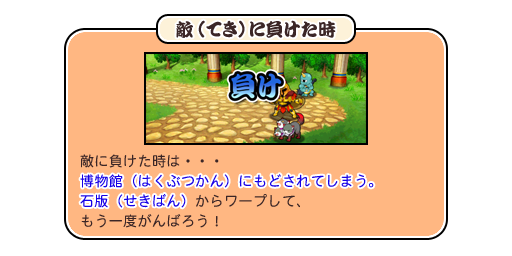 敵（てき）に負けた時
負け
敵に負けた時は・・・
博物館（はくぶつかん）にもどされてしまう。
石版（せきばん）からワープして、
もう一度がんばろう！